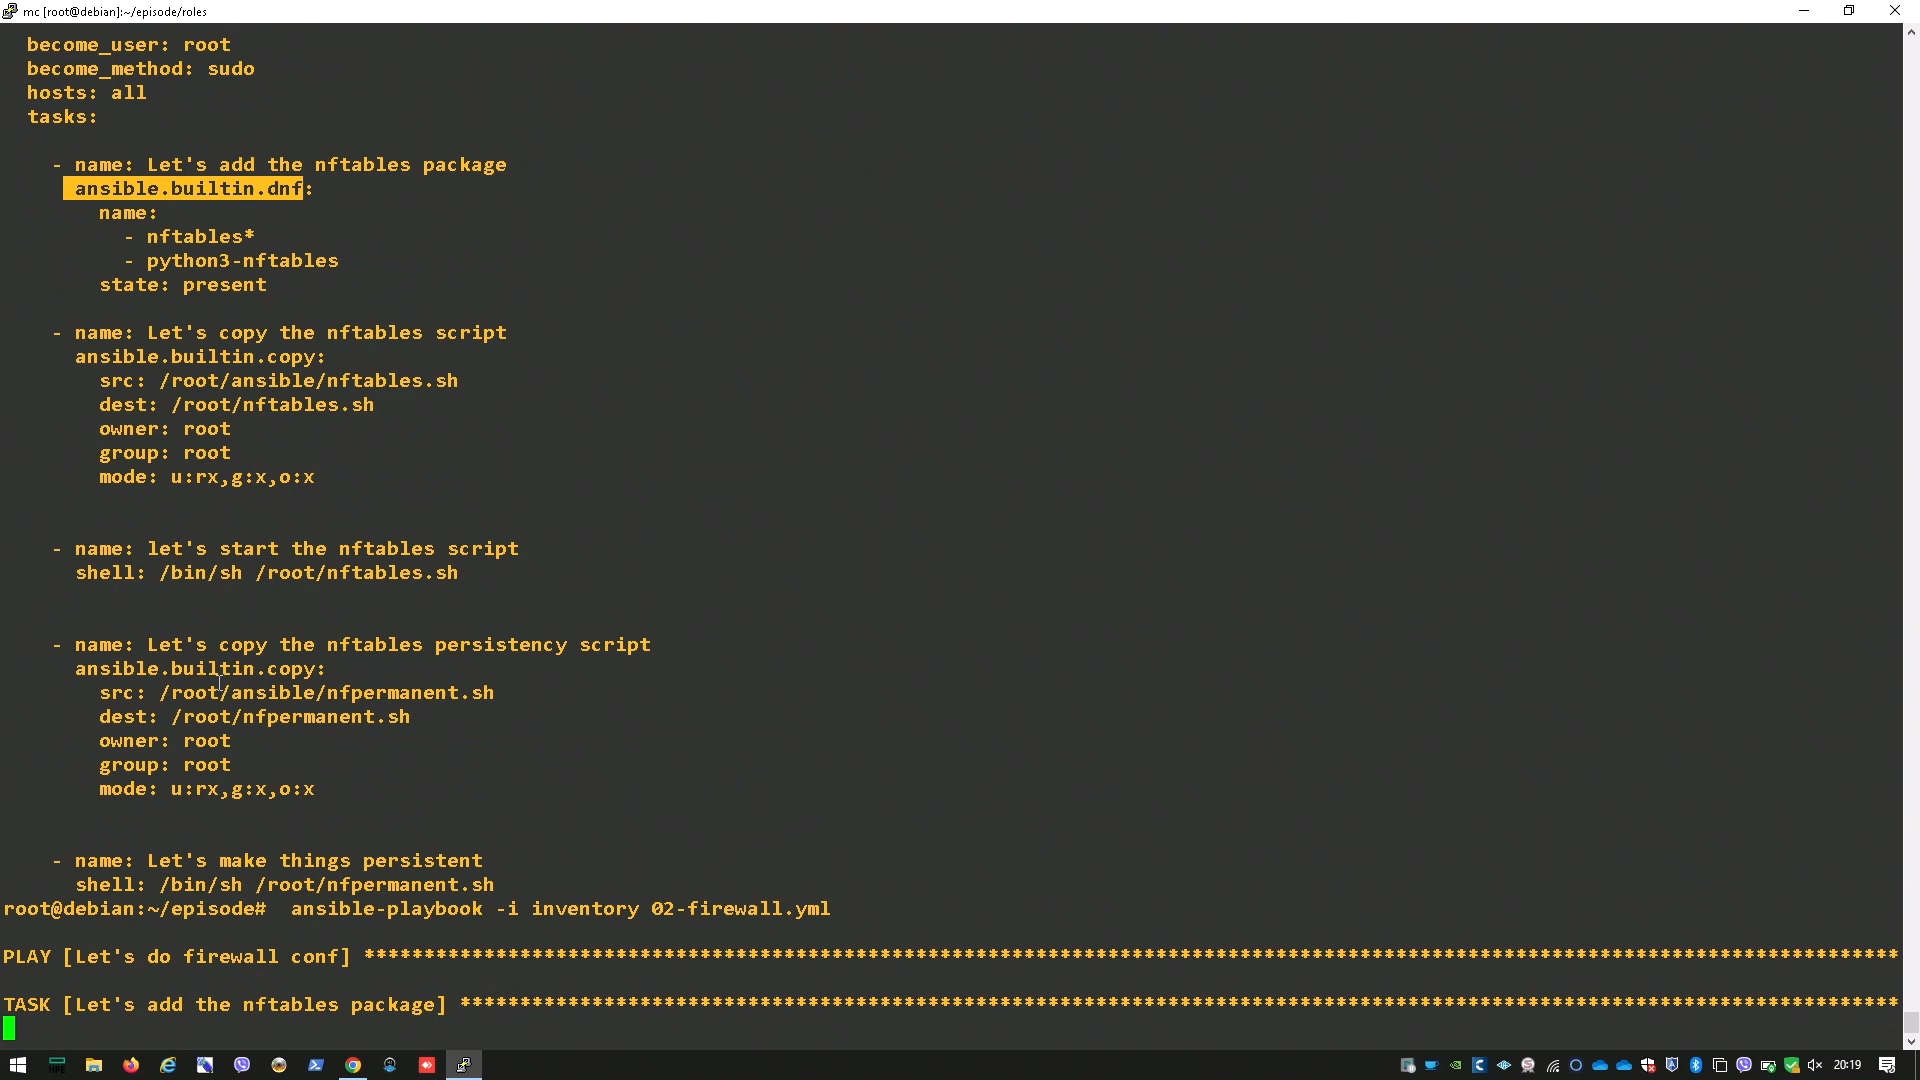 mc [root@debian]:~/episode/roles
become_user: root
become_method: sudo
hosts: all
tasks:
- name: Let's add the nftables package
ansible.builtin.dnf:
name:
- nftables*
- python3-nftables
state: present
- name: Let's copy the nftables script
ansible.builtin.copy:
src: /root/ansible/nftables.sh
dest: /root/nftables.sh
owner: root
group: root
mode: u:rx,g:x,o:x
- name: let's start the nftables script
shell: /bin/sh /root/nftables.sh
- name: Let's copy the nftables persistency script
ansible.builtin.copy:
src: /root/ansible/nfpermanent.sh
dest: /root/nfpermanent.sh
owner: root
group: root
mode: u:rx,g:x,o:x
- name: Let's make things persistent
shell: /bin/sh /root/nfpermanent.sh
root@debian:~/episode#  ansible-playbook -i inventory 02-firewall.yml
PLAY [Let's do firewall conf] ********************************************************************************************************************************
TASK [Let's add the nftables package] ************************************************************************************************************************
20:19